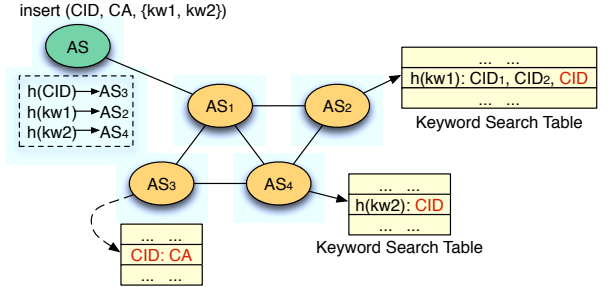 insert (CID, CA, {kw1, kw2})
AS
h(CID)→AS3
h(kw1)→AS2
h(kw2)→AS4
AS1
AS2
AS3
AS4
... ...
h(kw1): CID1, CID2, CID
... ...
Keyword Search Table
... ...
h(kw2): CID
... ...
Keyword Search Table
... ...
CID: CA
... ...